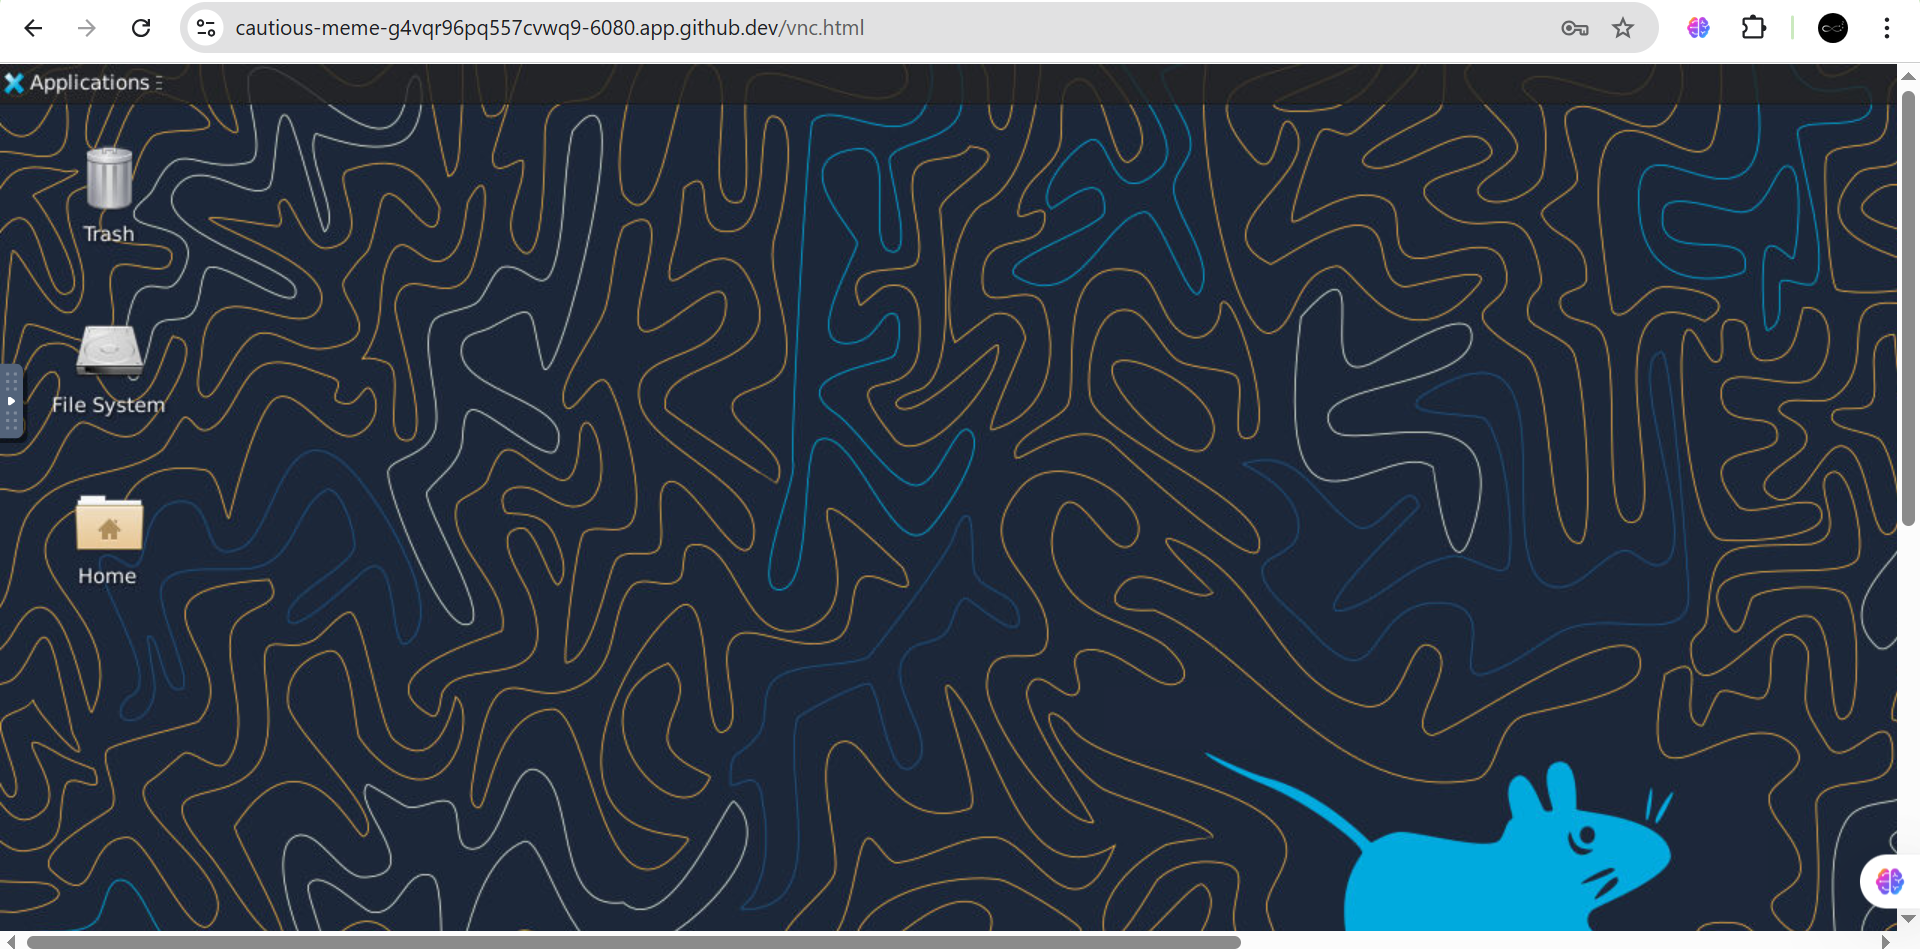 cautious-meme-g4vqr96pq557cvwq9-6080.app.github.dev/vnc.html
Applications
Trash
File System
Home